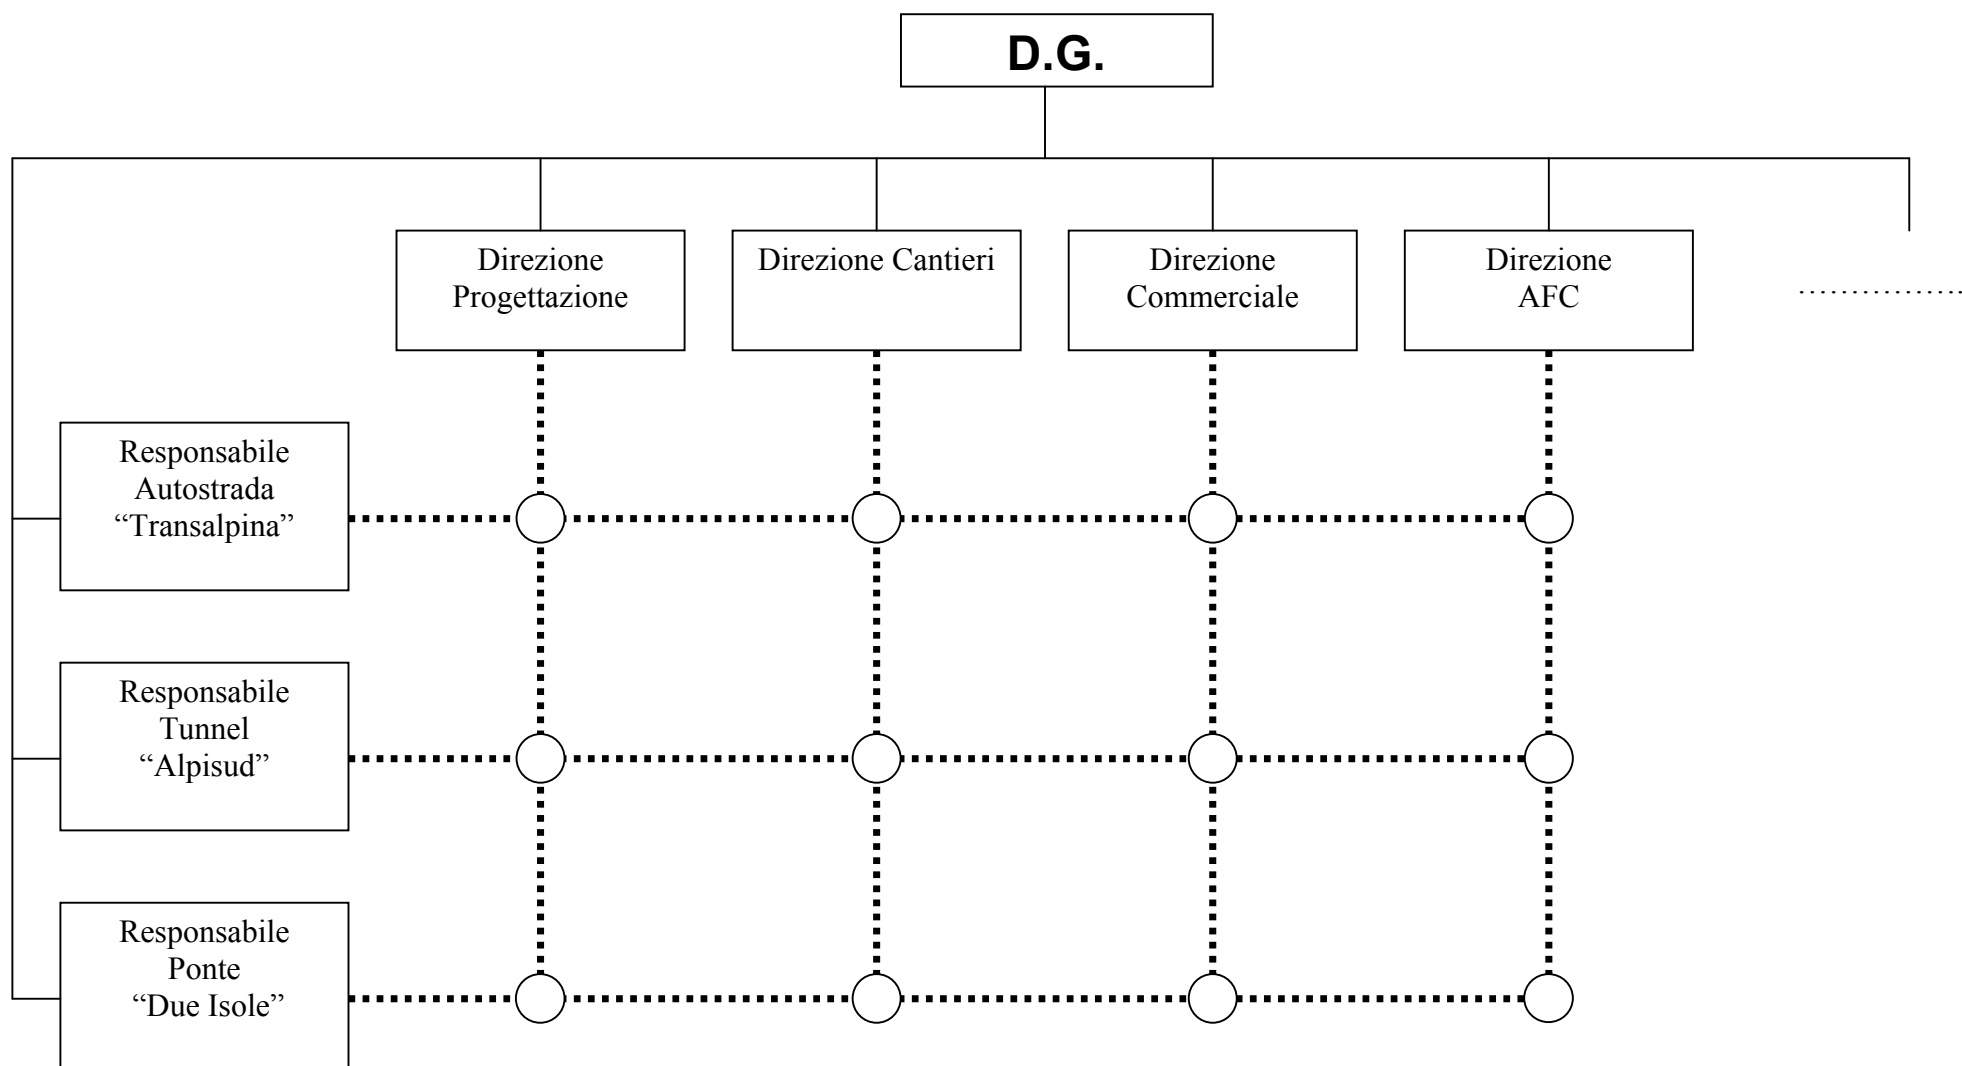 D.G.
Direzione
Progettazione
Direzione Cantieri
Direzione
Commerciale
Direzione
AFC
……………
Responsabile
Autostrada
“Transalpina”
Responsabile
Tunnel
“Alpisud”
Responsabile
Ponte
“Due Isole”